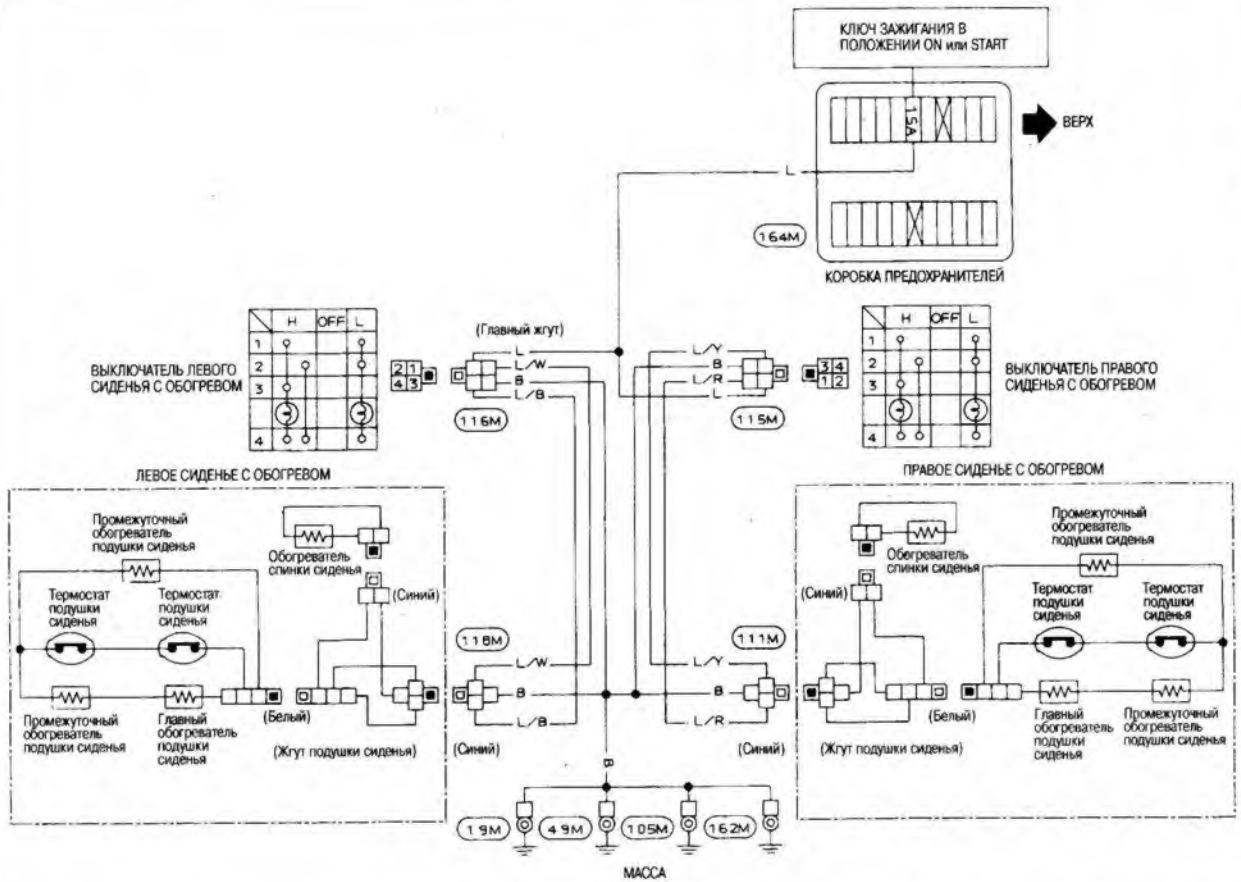 КЛЮЧ ЗАЖИГАНИЯ В
ПОЛОЖЕНИИ ON или START
15A
ВЕРХ
L
164M
КОРОБКА ПРЕДОХРАНИТЕЛЕЙ
H OFF L
1
2
3
4
ВЫКЛЮЧАТЕЛЬ ЛЕВОГО
СИДЕНЬЯ С ОБОГРЕВОМ
2 1
4 3
(Главный жгут)
L
L/W
B
L/B
116M
L/Y
B
L/R
L
115M
3 4
1 2
H OFF L
1
2
3
4
ВЫКЛЮЧАТЕЛЬ ПРАВОГО
СИДЕНЬЯ С ОБОГРЕВОМ
ЛЕВОЕ СИДЕНЬЕ С ОБОГРЕВОМ
Промежуточный
обогреватель
подушки сиденья
Обогреватель
спинки сиденья
Термостат
подушки
сиденья
Термостат
подушки
сиденья
(Синий)
Промежуточный
обогреватель
подушки сиденья
Главный
обогреватель
подушки
сиденья
(Белый)
(Жгут подушки сиденья)
118M
L/W
B
L/B
(Синий)
ПРАВОЕ СИДЕНЬЕ С ОБОГРЕВОМ
Обогреватель
спинки сиденья
Промежуточный
обогреватель
подушки сиденья
(Синий)
Термостат
подушки
сиденья
Термостат
подушки
сиденья
111M
L/Y
B
L/R
(Синий)
(Жгут подушки сиденья)
(Белый)
Главный
обогреватель
подушки
сиденья
Промежуточный
обогреватель
подушки сиденья
B
19M
49M
105M
162M
МАССА